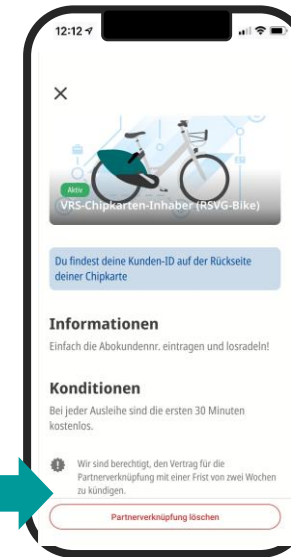 12:12
Aktiv
VRS-Chipkarten-Inhaber (RSVG-Bike)
Du findest deine Kunden-ID auf der Rückseite
deiner Chipkarte
Informationen
Einfach die Abokundennr. eintragen und losradeln!
Konditionen
Bei jeder Ausleihe sind die ersten 30 Minuten
kostenlos.
Wir sind berechtigt, den Vertrag für die
Partnerverknüpfung mit einer Frist von zwei Wochen
zu kündigen.
Partnerverknüpfung löschen